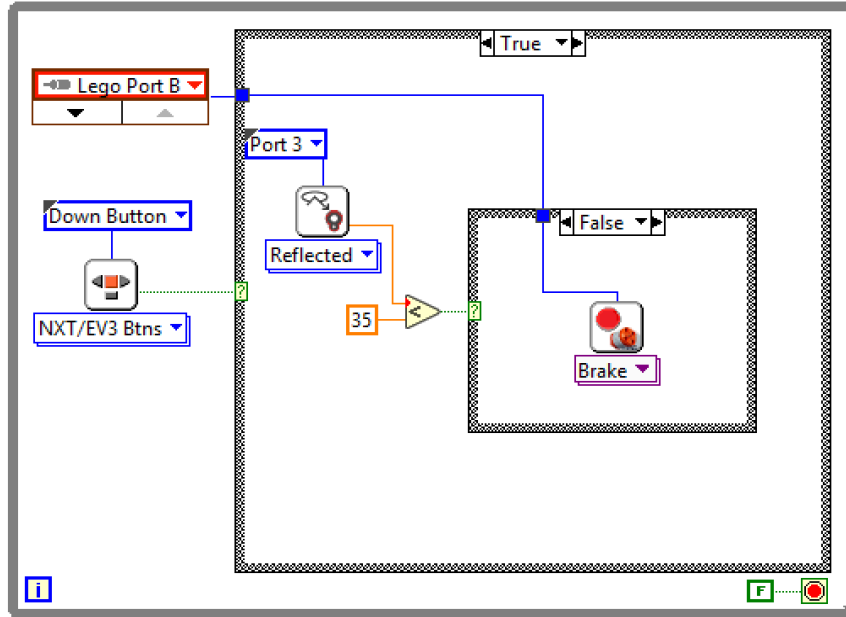 True
Lego Port B
Port 3
Down Button
False
Reflected
?
?
<
35
NXT/EV3 Btns
Brake
i
F